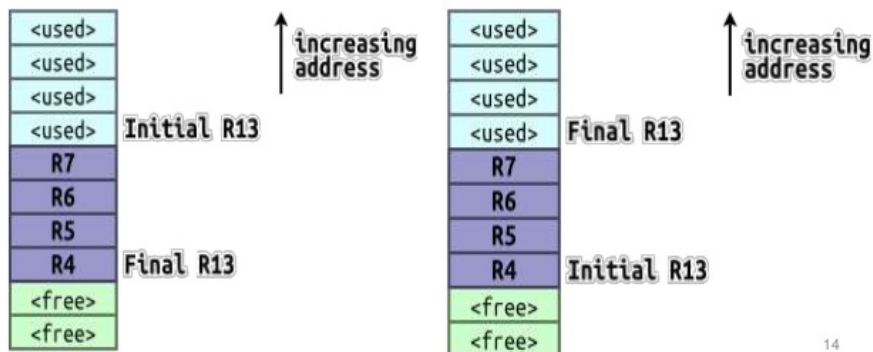 <used>
<used>
<used>
<used>
R7
R6
R5
R4
<free>
<free>
increasing
address
Initial R13
Final R13
<used>
<used>
<used>
<used>
R7
R6
R5
R4
<free>
<free>
increasing
address
Final R13
Initial R13
14